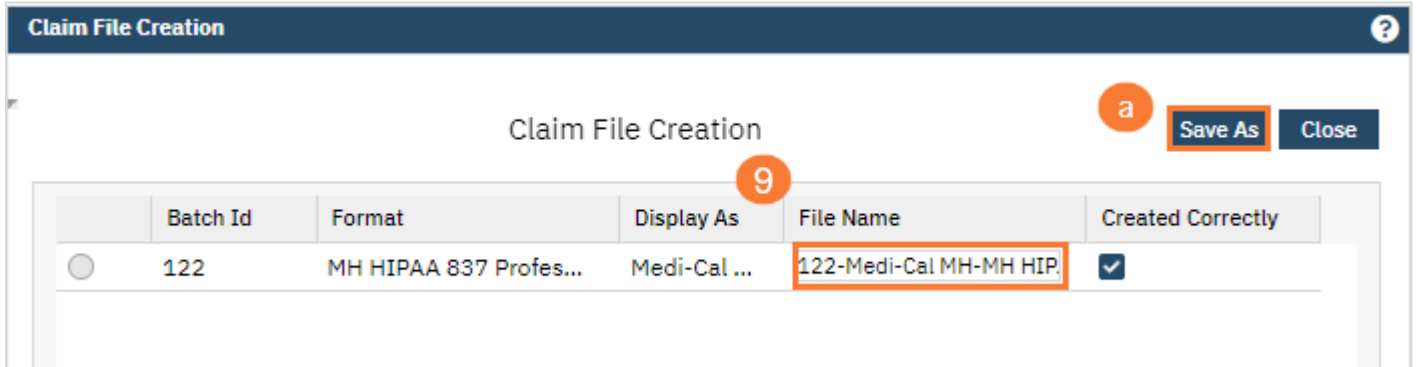 Claim File Creation ?
a
Claim File Creation Save As Close
9
Batch Id Format Display As File Name Created Correctly
122 MH HIPAA 837 Profes... Medi-Cal ... 122-Medi-Cal MH-MH HIP